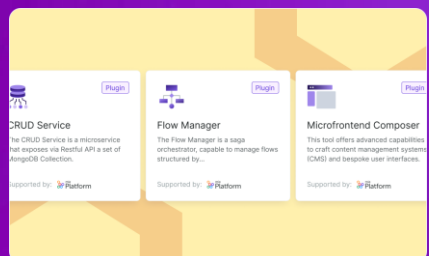 Plugin
CRUD Service
The CRUD Service is a microservice
that exposes via Restful API a set of
MongoDB Collection.
Supported by: Platform
Plugin
Flow Manager
The Flow Manager is a saga
orchestrator, capable to manage flows
structured by...
Supported by: Platform
Plugin
Microfrontend Composer
This tool offers advanced capabilities
to craft content management systems
(CMS) and bespoke user interfaces.
Supported by: Platform